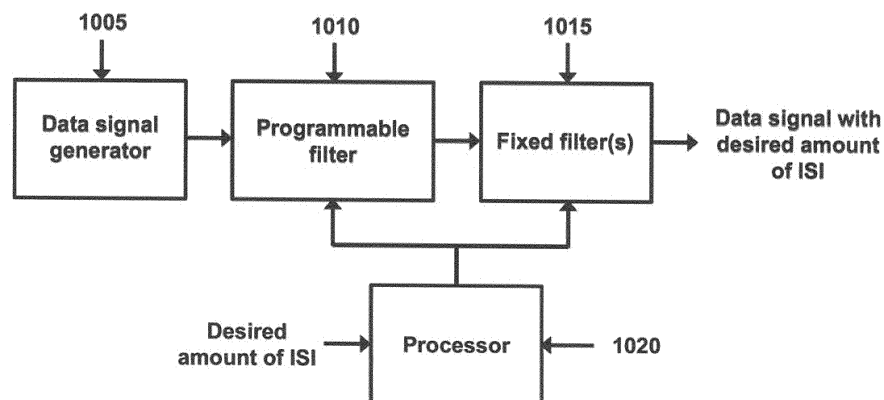 1005
1010
1015
Data signal
generator
Programmable
filter
Fixed filter(s)
Data signal with
desired amount
of ISI
Desired
amount of ISI
Processor
1020